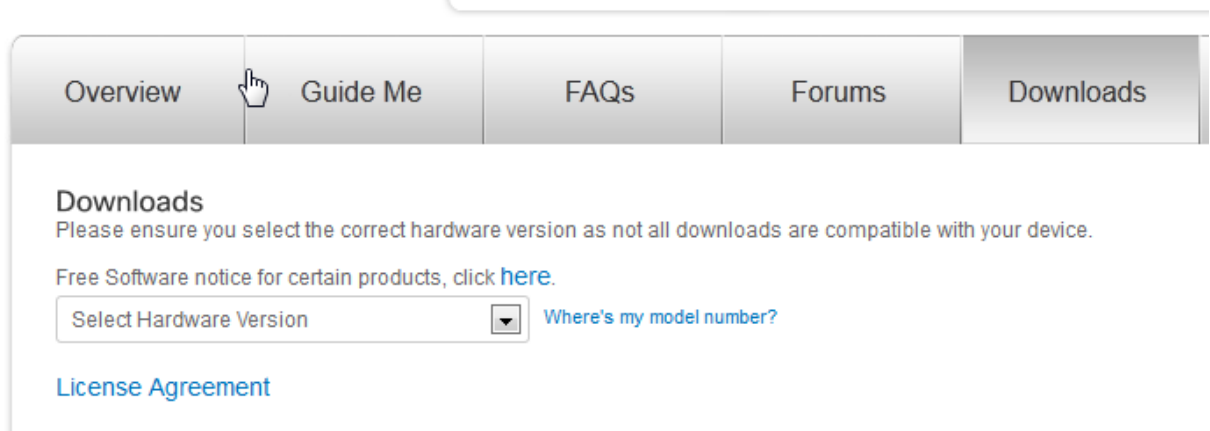 Overview Guide Me FAQs Forums Downloads
Downloads
Please ensure you select the correct hardware version as not all downloads are compatible with your device.
Free Software notice for certain products, click here.
Select Hardware Version Where's my model number?
License Agreement